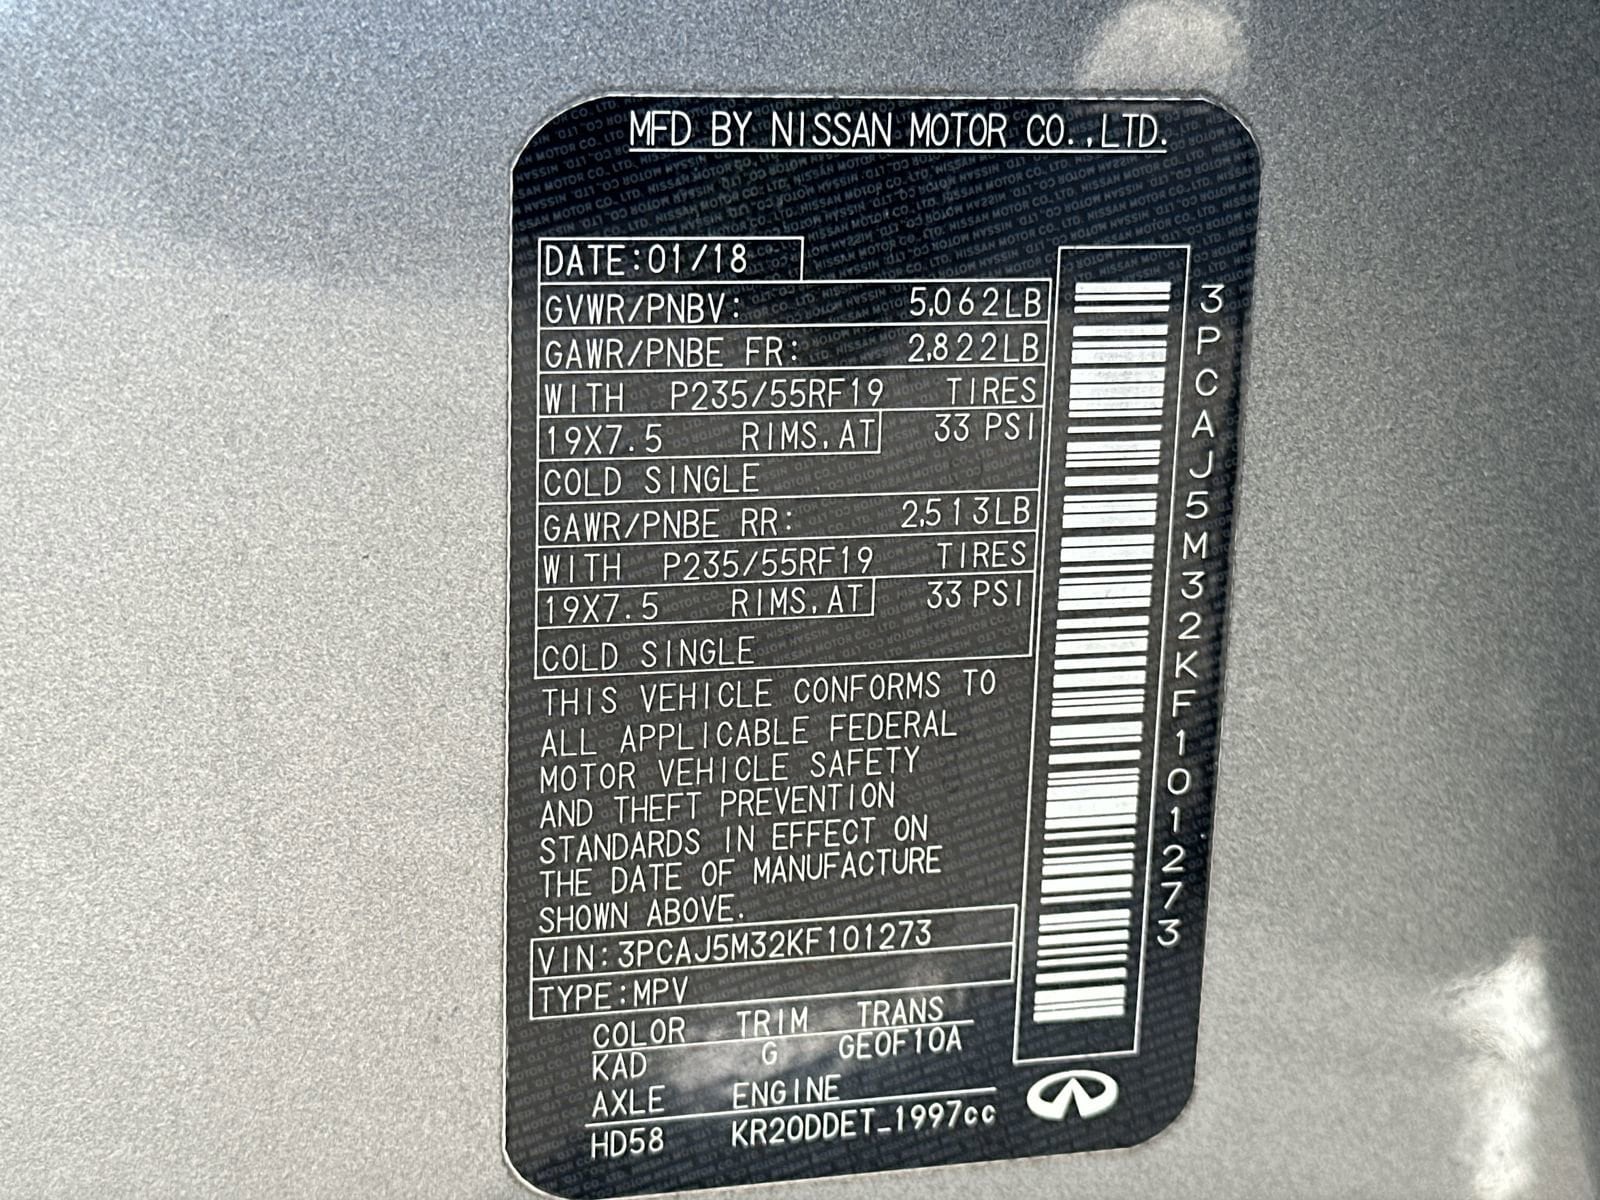 MFD BY NISSAN MOTOR CO.,LTD.
DATE:01/18
GVWR/PNBV: 5,062LB
GAWR/PNBE FR: 2,822LB
WITH P235/55RF19 TIRES
19X7.5 RIMS,AT 33 PSI
COLD SINGLE
GAWR/PNBE RR: 2,513LB
WITH P235/55RF19 TIRES
19X7.5 RIMS,AT 33 PSI
COLD SINGLE
THIS VEHICLE CONFORMS TO
ALL APPLICABLE FEDERAL
MOTOR VEHICLE SAFETY
AND THEFT PREVENTION
STANDARDS IN EFFECT ON
THE DATE OF MANUFACTURE
SHOWN ABOVE.
VIN:3PCAJ5M32KF101273
TYPE:MPV
COLOR TRIM TRANS
KAD G GE0F10A
AXLE ENGINE
HD58 KR20DDET_1997cc
3PCAJ5M32KF101273